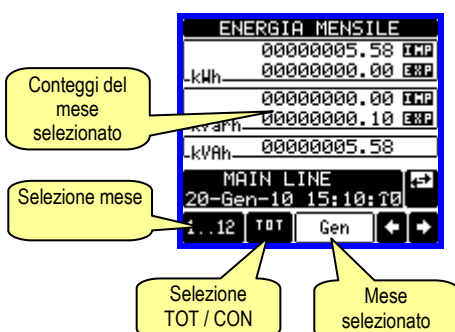 ENERGIA MENSILE
00000005.58 IMP
kWh 00000000.00 EXP
00000000.00 IMP
kvarh 00000000.10 EXP
kVAh 00000005.58
MAIN LINE
20-Gen-10 15:10:10
1..12 TOT Gen
Conteggi del
mese
selezionato
Selezione mese
Selezione
TOT / CON
Mese
selezionato